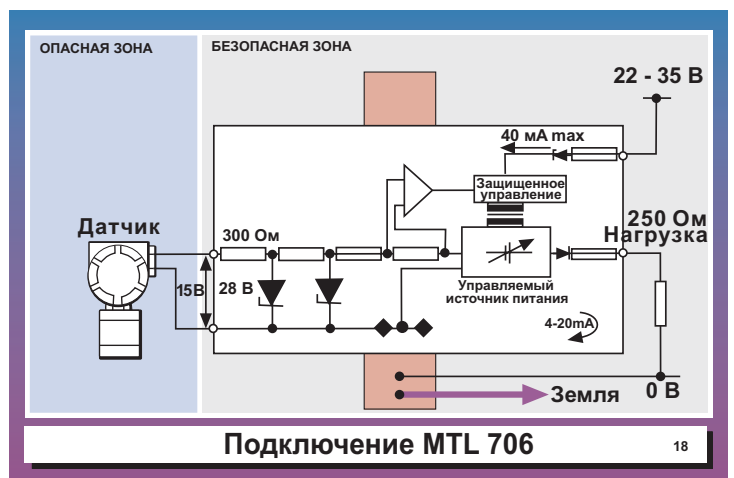 ОПАСНАЯ ЗОНА
БЕЗОПАСНАЯ ЗОНА
22 - 35 В
40 мА max
Защищенное
управление
Датчик
300 Ом
250 Ом
Нагрузка
15В
28 В
Управляемый
источник питания
4-20mA
Земля
0 В
Подключение MTL 706
18